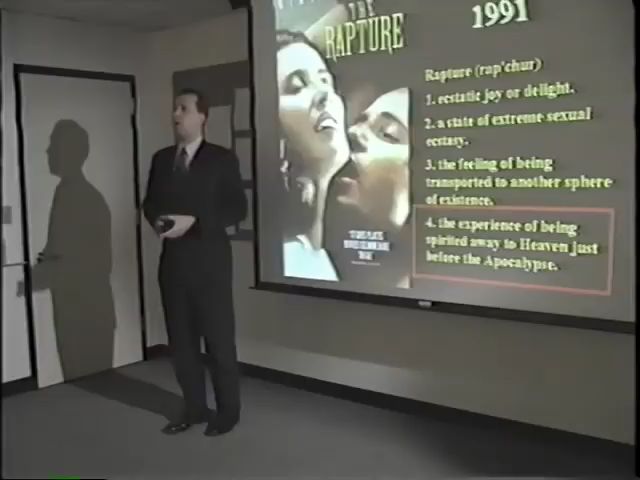 THE
RAPTURE
1991
Rapture (rap'chur)
1. ecstatic joy or delight.
2. a state of extreme sexual
ecstasy.
3. the feeling of being
transported to another sphere
of existence.
4. the experience of being
spirited away to Heaven just
before the Apocalypse.